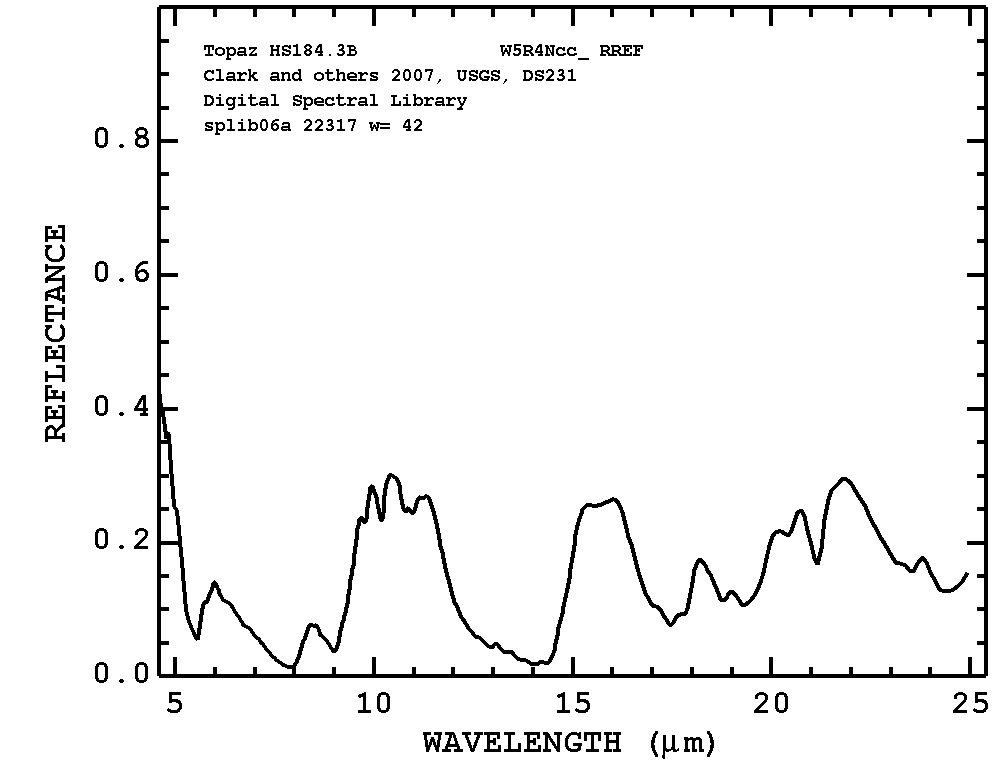 Topaz HS184.3B W5R4Ncc_ RREF
Clark and others 2007, USGS, DS231
Digital Spectral Library
splib06a 22317 w= 42
0.8
0.6
0.4
0.2
0.0
REFLECTANCE
5 10 15 20 25
WAVELENGTH (μm)